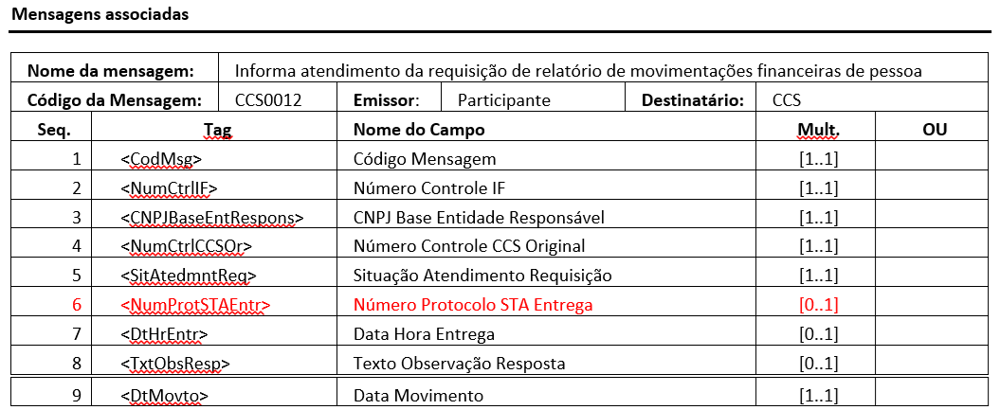 Mensagens associadas
Nome da mensagem: Informa atendimento da requisição de relatório de movimentações financeiras de pessoa
Código da Mensagem: CCS0012 Emissor: Participante Destinatário: CCS
Seq. Tag Nome do Campo Mult. OU
1 <CodMsg> Código Mensagem [1..1]
2 <NumCtrlIF> Número Controle IF [1..1]
3 <CNPJBaseEntRespons> CNPJ Base Entidade Responsável [1..1]
4 <NumCtrlCCSOr> Número Controle CCS Original [1..1]
5 <SitAtedmntReq> Situação Atendimento Requisição [1..1]
6 <NumProtSTAEntr> Número Protocolo STA Entrega [0..1]
7 <DtHrEntr> Data Hora Entrega [0..1]
8 <TxtObsResp> Texto Observação Resposta [0..1]
9 <DtMovto> Data Movimento [1..1]